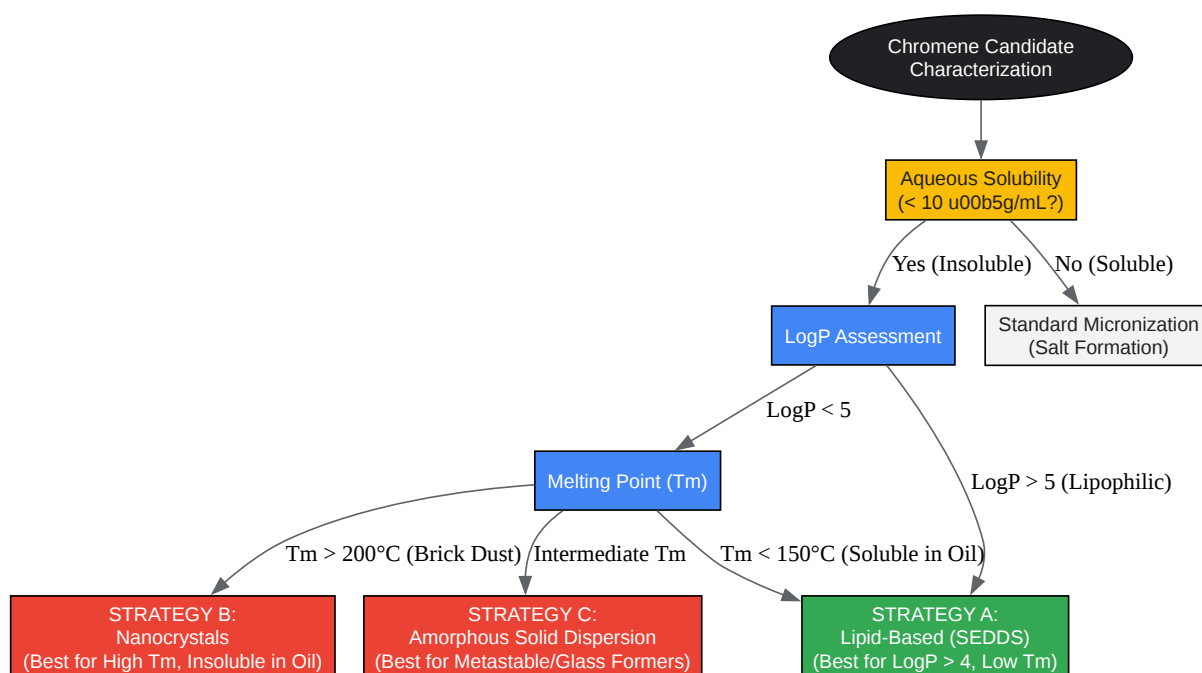 Chromene Candidate
Characterization
Aqueous Solubility
(< 10 u00b5g/mL?)
Yes (Insoluble)
No (Soluble)
LogP Assessment
Standard Micronization
(Salt Formation)
LogP < 5
Melting Point (Tm)
LogP > 5 (Lipophilic)
Tm > 200°C (Brick Dust)
Intermediate Tm
Tm < 150°C (Soluble in Oil)
STRATEGY B:
Nanocrystals
(Best for High Tm, Insoluble in Oil)
STRATEGY C:
Amorphous Solid Dispersion
(Best for Metastable/Glass Formers)
STRATEGY A:
Lipid-Based (SEDDS)
(Best for LogP > 4, Low Tm)